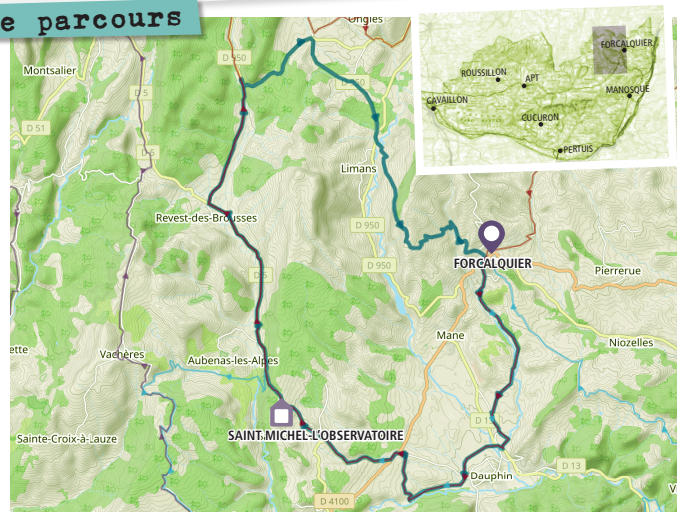 e parcours
Ongles
Montsalier
D 5
D 51
D 5
Limans
Revest-des-Brousses
D 950
FORCALQUIER
D 950
D 5
Pierrerue
Mane
Niozelles
ette
Vachères
Aubenas-les-Alpes
Sainte-Croix-à-Lauze
SAINT-MICHEL-L'OBSERVATOIRE
D 13
Dauphin
D 4100
V
FORCALQUIER
ROUSSILLON
APT
MANOSQUE
CAVAILLON
CUCURON
PERTUIS